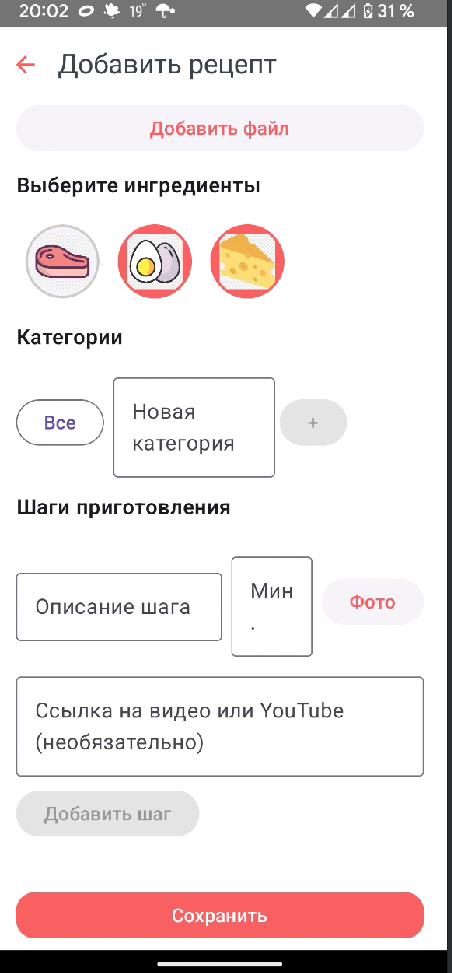 20:02 19° 31 %
Добавить рецепт
Добавить файл
Выберите ингредиенты
Категории
Все
Новая
категория
+
Шаги приготовления
Описание шага
Мин
.
Фото
Ссылка на видео или YouTube
(необязательно)
Добавить шаг
Сохранить